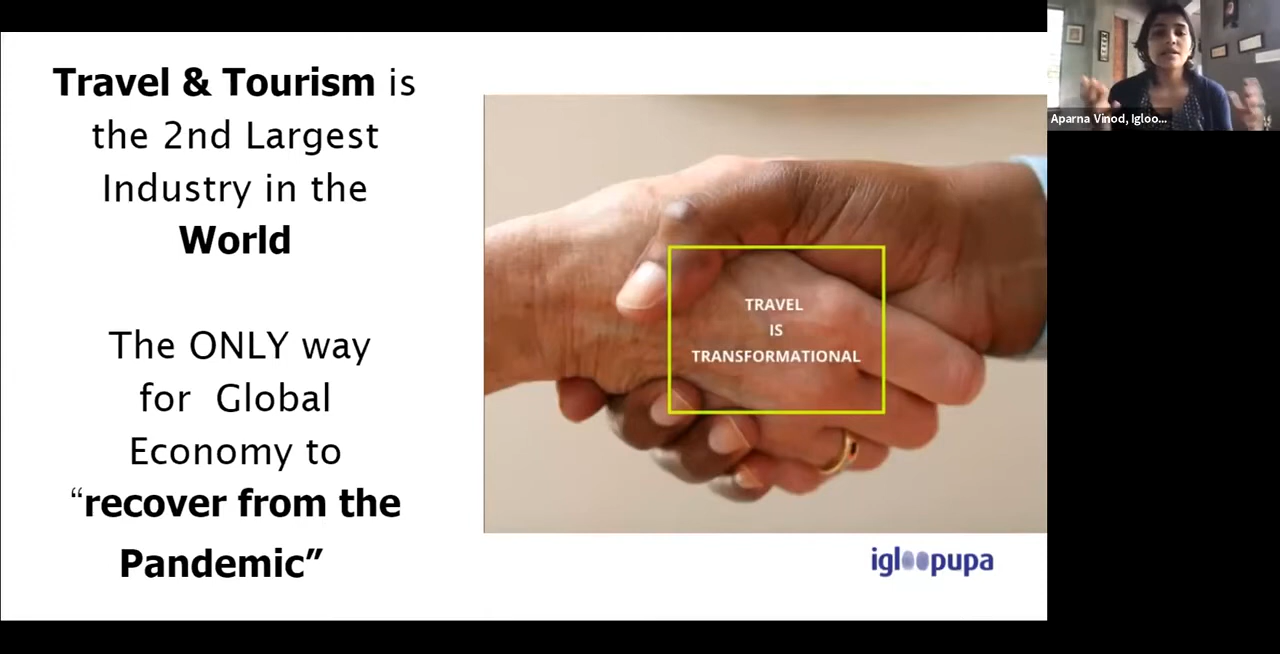 Travel & Tourism is
the 2nd Largest
Industry in the
World
The ONLY way
for Global
Economy to
“recover from the
Pandemic”
TRAVEL
IS
TRANSFORMATIONAL
igloopupa
Aparna Vinod, Igloo...